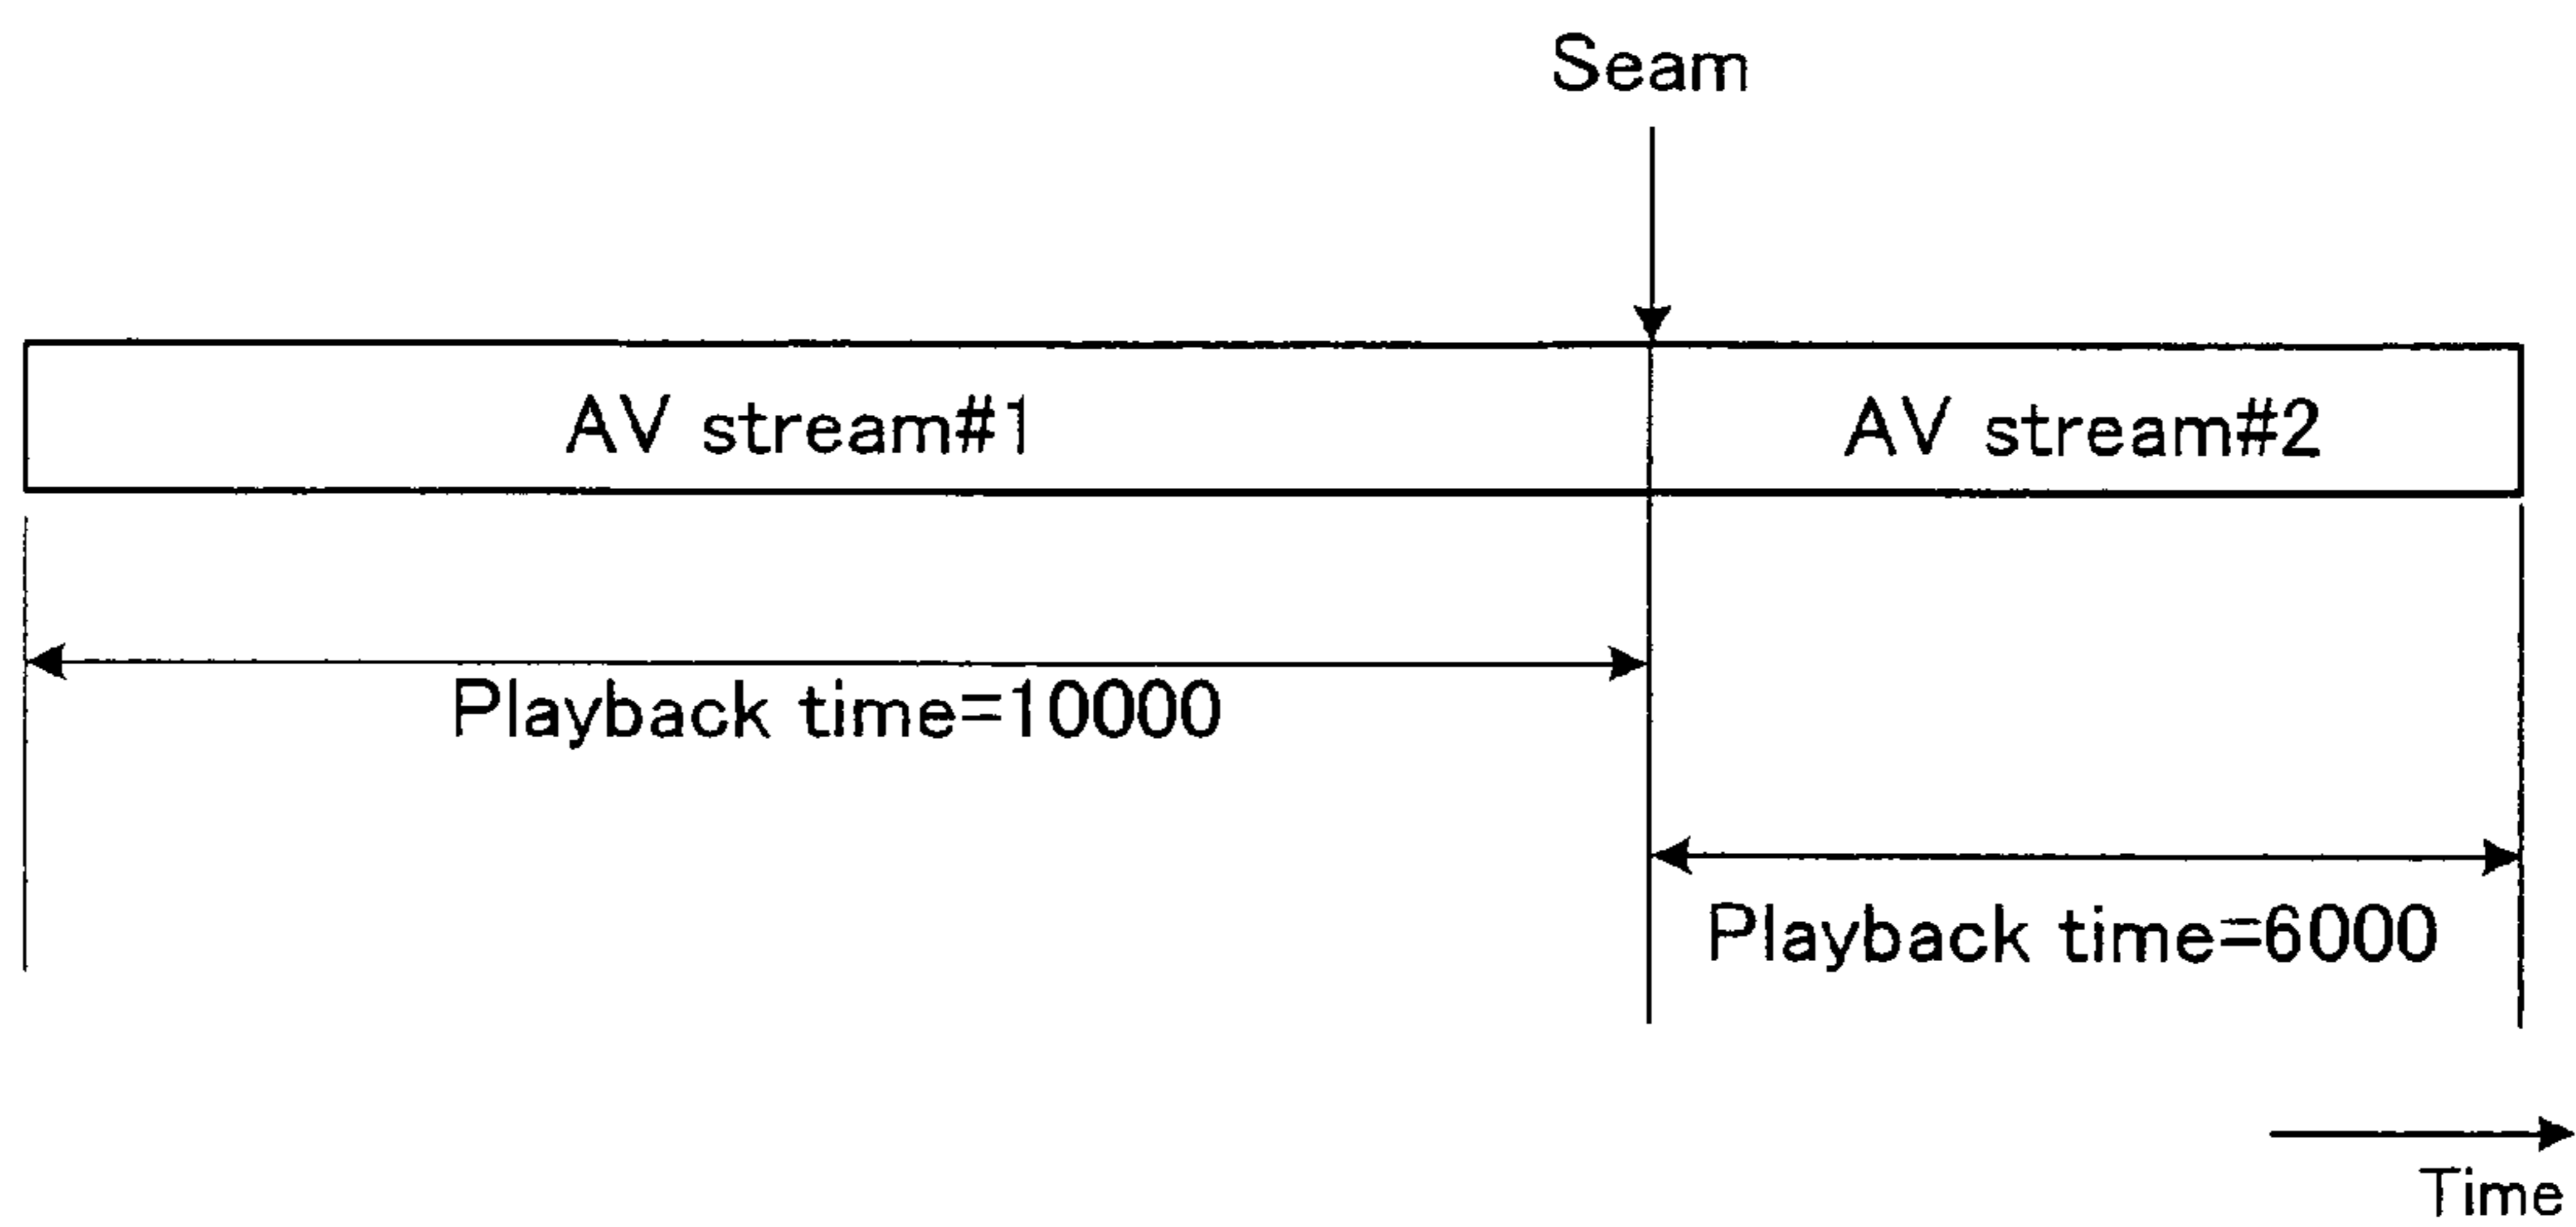 Seam
AV stream#1
AV stream#2
Playback time=10000
Playback time=6000
Time